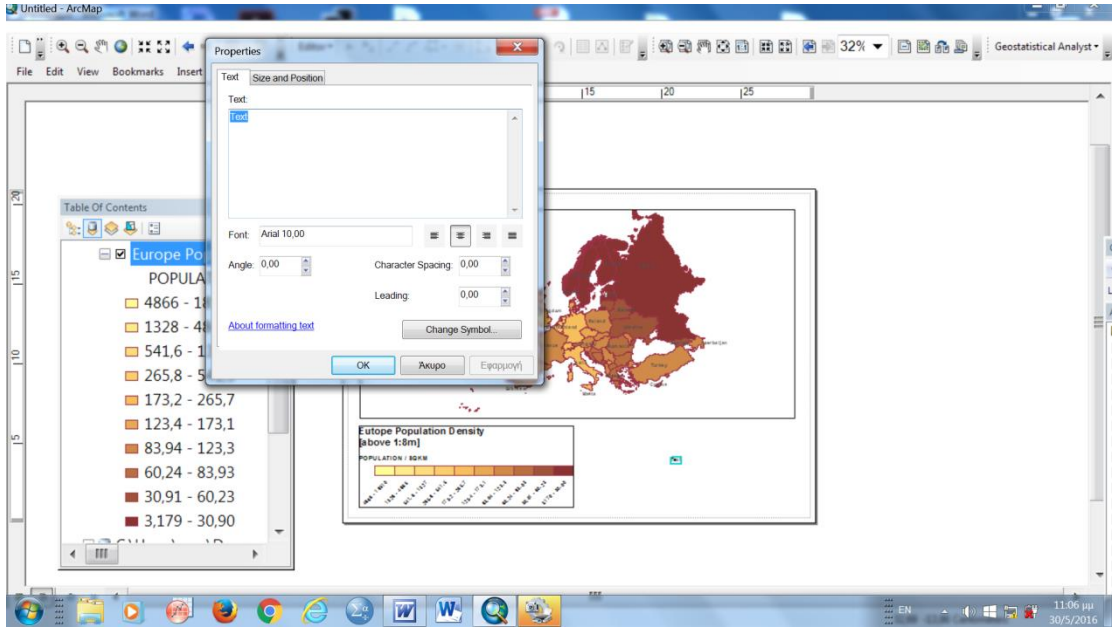 Untitled - ArcMap
32%
Geostatistical Analyst
File Edit View Bookmarks Insert
Properties
Text Size and Position
Text:
Text
Font: Arial 10,00
Angle: 0,00
Character Spacing: 0,00
Leading: 0,00
About formatting text
Change Symbol...
OK
Άκυρο
Εφαρμογή
15 20 25
20
15
10
5
Table Of Contents
Europe Po
POPULA
4866 - 18
1328 - 48
541,6 - 1
265,8 - 5
173,2 - 265,7
123,4 - 173,1
83,94 - 123,3
60,24 - 83,93
30,91 - 60,23
3,179 - 30,90
Eutope Population Density
[above 1:8m]
POPULATION / SQKM
EN
11:06 μμ
30/5/2016